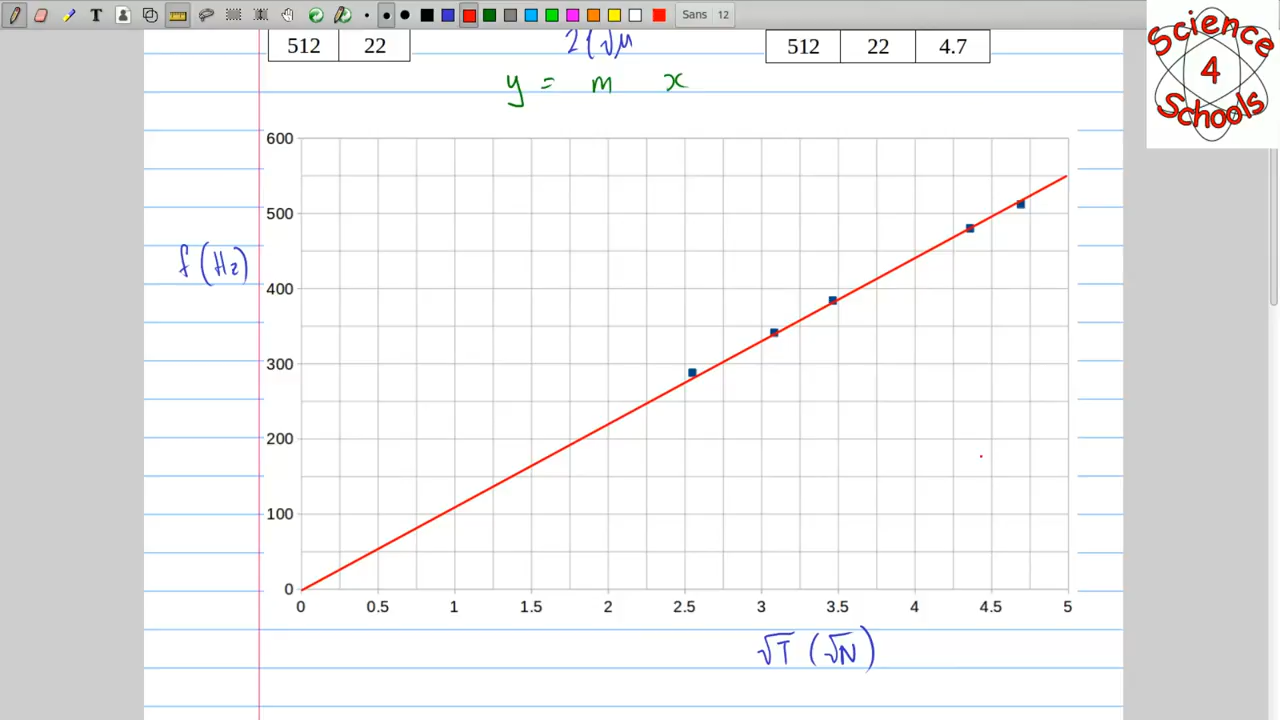 Sans 12
Science
4
Schools
512 22
2l√μ
512 22 4.7
y = m x
600
500
400
300
200
100
0
f (Hz)
0 0.5 1 1.5 2 2.5 3 3.5 4 4.5 5
√T (√N)